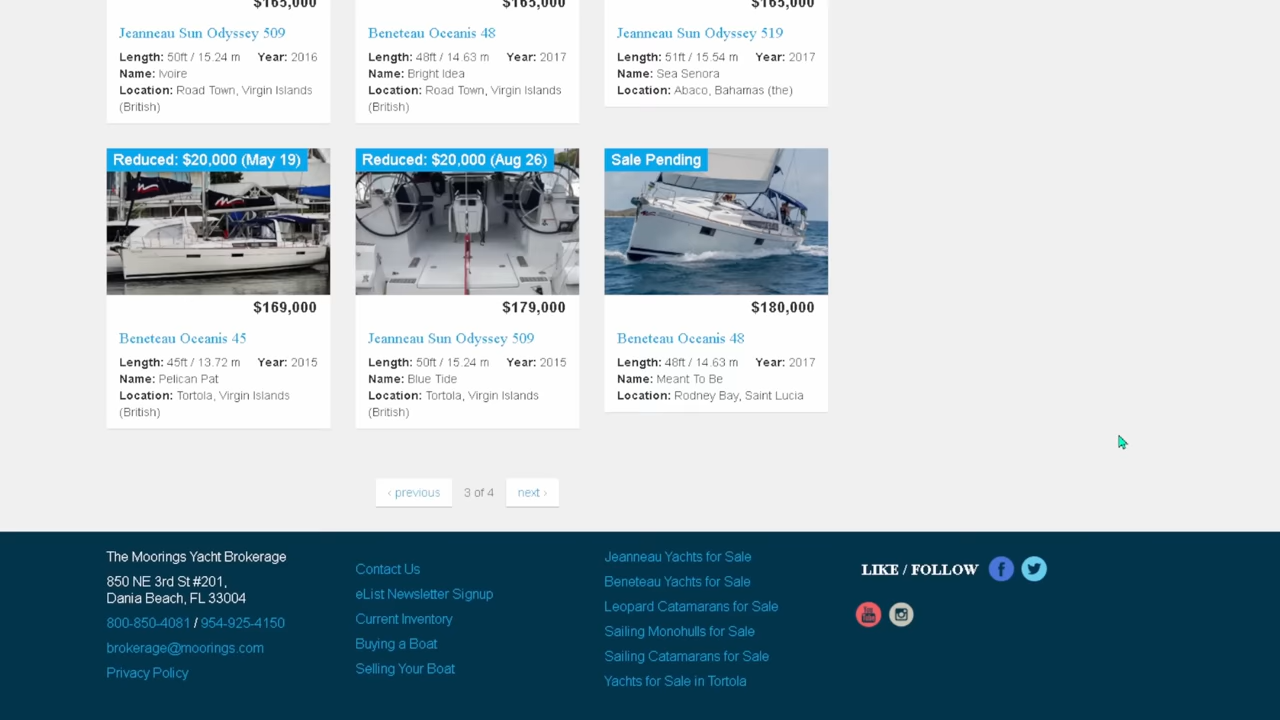 $165,000
$165,000
$165,000
Jeanneau Sun Odyssey 509
Length: 50ft / 15.24 m Year: 2016
Name: Ivoire
Location: Road Town, Virgin Islands
(British)
Beneteau Oceanis 48
Length: 48ft / 14.63 m Year: 2017
Name: Bright Idea
Location: Road Town, Virgin Islands
(British)
Jeanneau Sun Odyssey 519
Length: 51ft / 15.54 m Year: 2017
Name: Sea Senora
Location: Abaco, Bahamas (the)
Reduced: $20,000 (May 19)
$169,000
Beneteau Oceanis 45
Length: 45ft / 13.72 m Year: 2015
Name: Pelican Pat
Location: Tortola, Virgin Islands
(British)
Reduced: $20,000 (Aug 26)
$179,000
Jeanneau Sun Odyssey 509
Length: 50ft / 15.24 m Year: 2015
Name: Blue Tide
Location: Tortola, Virgin Islands
(British)
Sale Pending
$180,000
Beneteau Oceanis 48
Length: 48ft / 14.63 m Year: 2017
Name: Meant To Be
Location: Rodney Bay, Saint Lucia
‹ previous 3 of 4 next ›
The Moorings Yacht Brokerage
850 NE 3rd St #201,
Dania Beach, FL 33004
800-850-4081 / 954-925-4150
brokerage@moorings.com
Privacy Policy
Contact Us
eList Newsletter Signup
Current Inventory
Buying a Boat
Selling Your Boat
Jeanneau Yachts for Sale
Beneteau Yachts for Sale
Leopard Catamarans for Sale
Sailing Monohulls for Sale
Sailing Catamarans for Sale
Yachts for Sale in Tortola
LIKE / FOLLOW